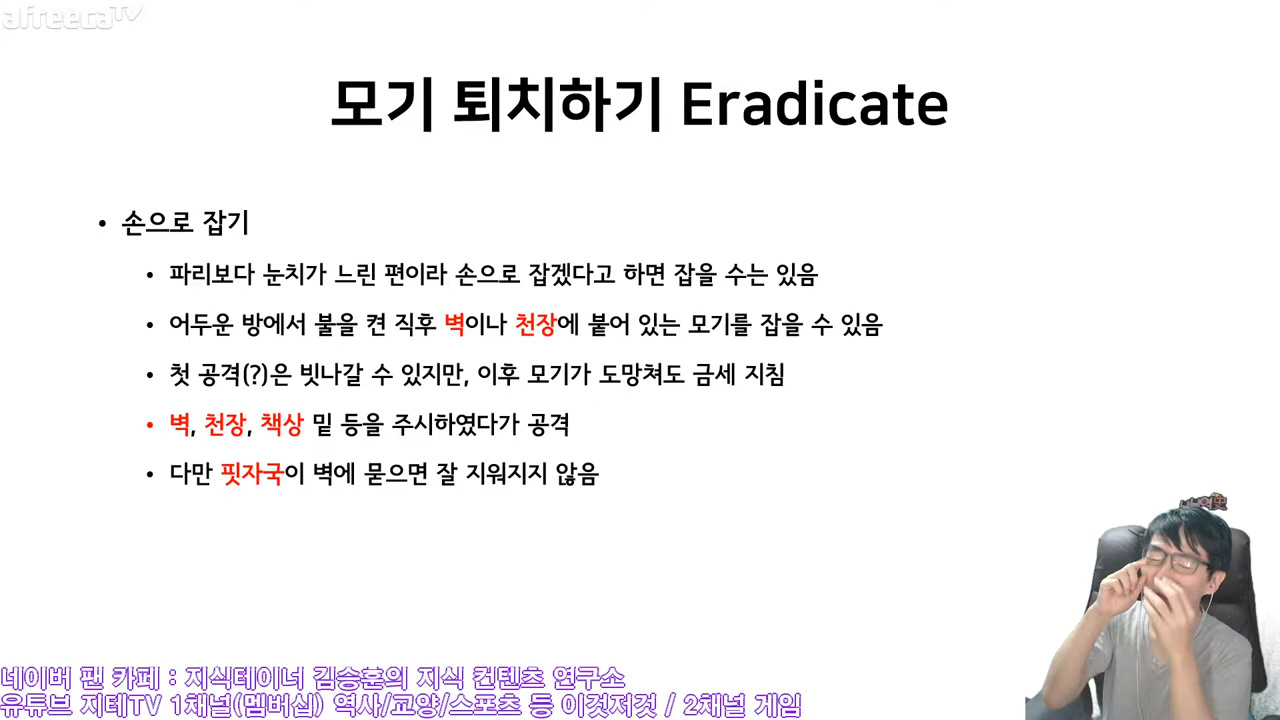 afreecaTV
모기 퇴치하기 Eradicate
• 손으로 잡기
• 파리보다 눈치가 느린 편이라 손으로 잡겠다고 하면 잡을 수는 있음
• 어두운 방에서 불을 켠 직후 벽이나 천장에 붙어 있는 모기를 잡을 수 있음
• 첫 공격(?)은 빗나갈 수 있지만, 이후 모기가 도망쳐도 금세 지침
• 벽, 천장, 책상 밑 등을 주시하였다가 공격
• 다만 핏자국이 벽에 묻으면 잘 지워지지 않음
네이버 팬 카페 : 지식테이너 김승훈의 지식 컨텐츠 연구소
유튜브 지테TV 1채널(멤버십) 역사/교양/스포츠 등 이것저것 / 2채널 게임